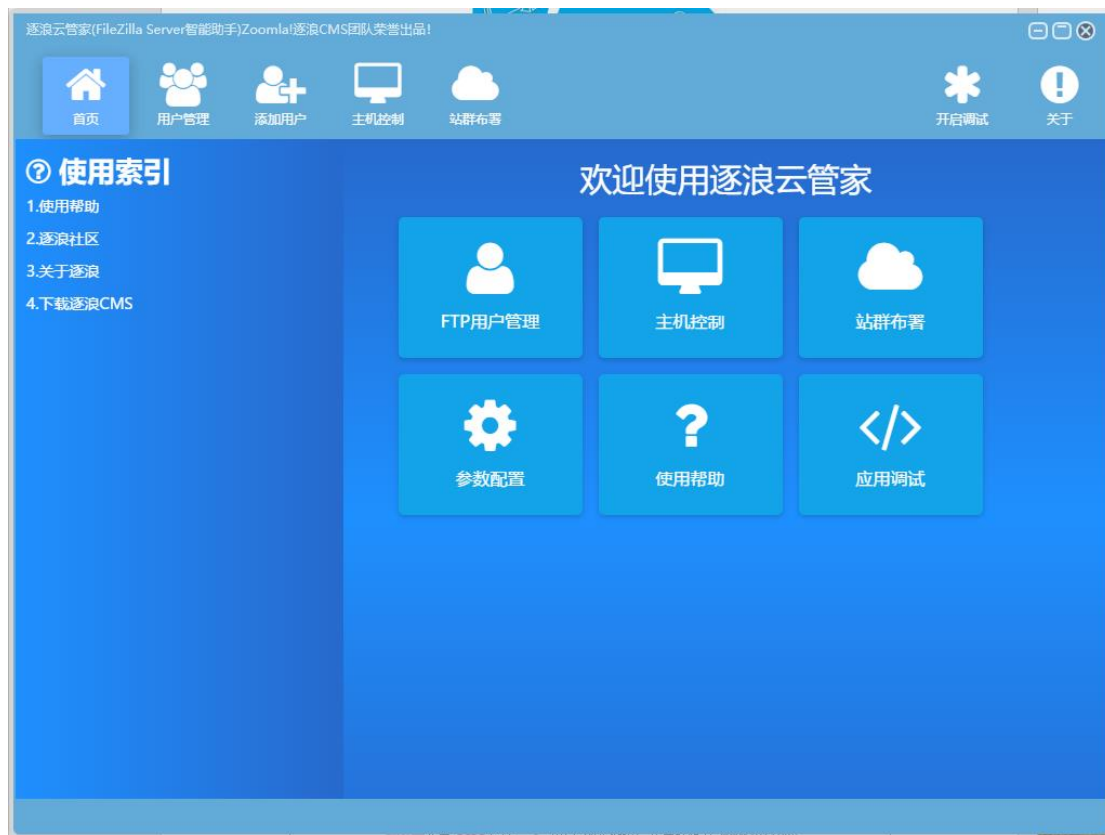 逐浪云管家(FileZilla Server智能助手)Zoomla!逐浪CMS团队荣誉出品!
首页 用户管理 添加用户 主机控制 站群布署 开启调试 关于
使用索引
1.使用帮助
2.逐浪社区
3.关于逐浪
4.下载逐浪CMS
欢迎使用逐浪云管家
FTP用户管理 主机控制 站群布署
参数配置 使用帮助 应用调试